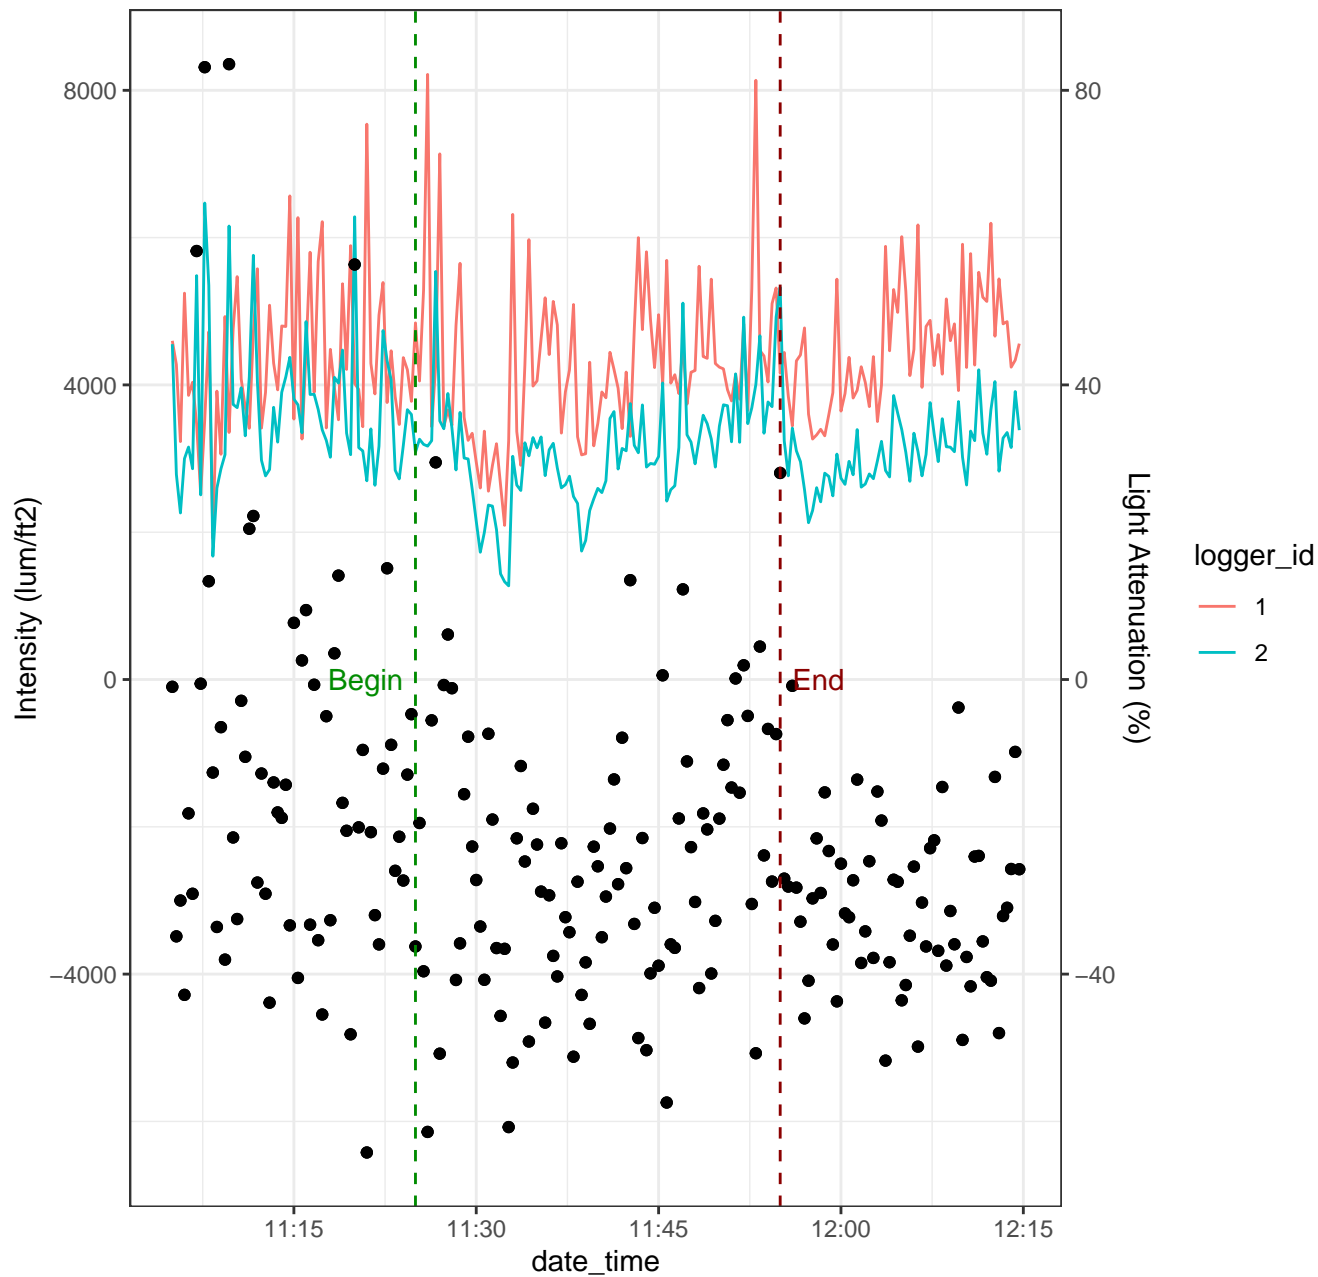 8000
4000
0
−4000
Intensity (lum/ft2)
Begin
End
80
40
0
−40
Light Attenuation (%)
11:15
11:30
11:45
12:00
12:15
date_time
logger_id
1
2